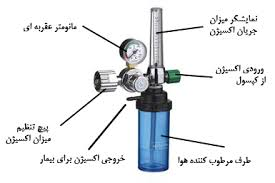 مانومتر عقربه ای
نمایشگر میزان
جریان اکسیژن
ورودی اکسیژن
از کپسول
پیچ تنظیم
میزان اکسیژن
خروجی اکسیژن برای بیمار
ظرف مرطوب کننده هوا